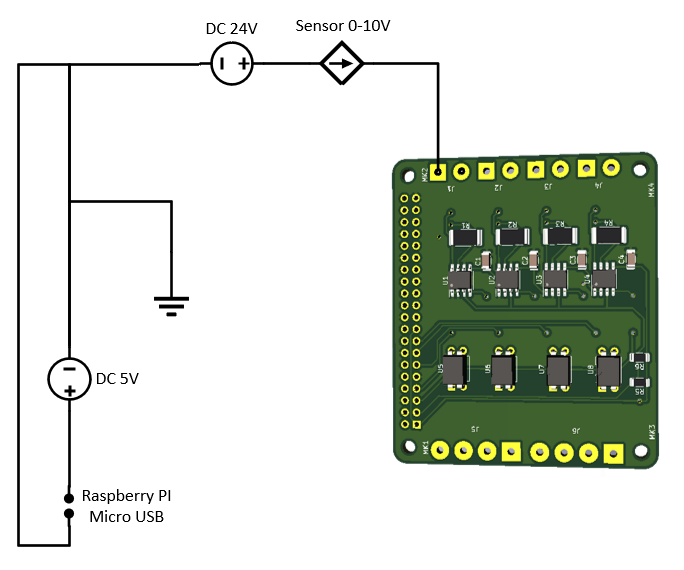 DC 24V
Sensor 0-10V
MK2
J1
J2
J3
J4
MK4
R1
R2
R3
R4
C1
C2
C3
C4
U1
U2
U3
U4
DC 5V
U5
U6
U7
U8
R6
R5
J5
J6
MK1
MK3
Raspberry PI
Micro USB